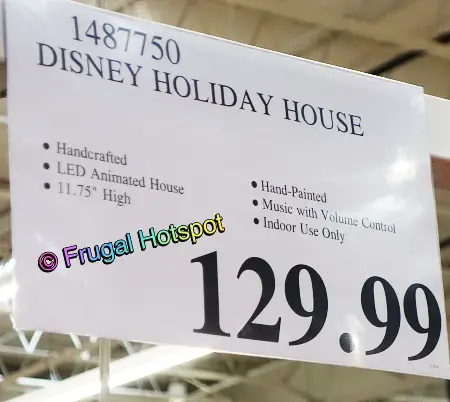 1487750
DISNEY HOLIDAY HOUSE
• Handcrafted
• LED Animated House
• 11.75" High
• Hand-Painted
• Music with Volume Control
• Indoor Use Only
© Frugal Hotspot
129.99